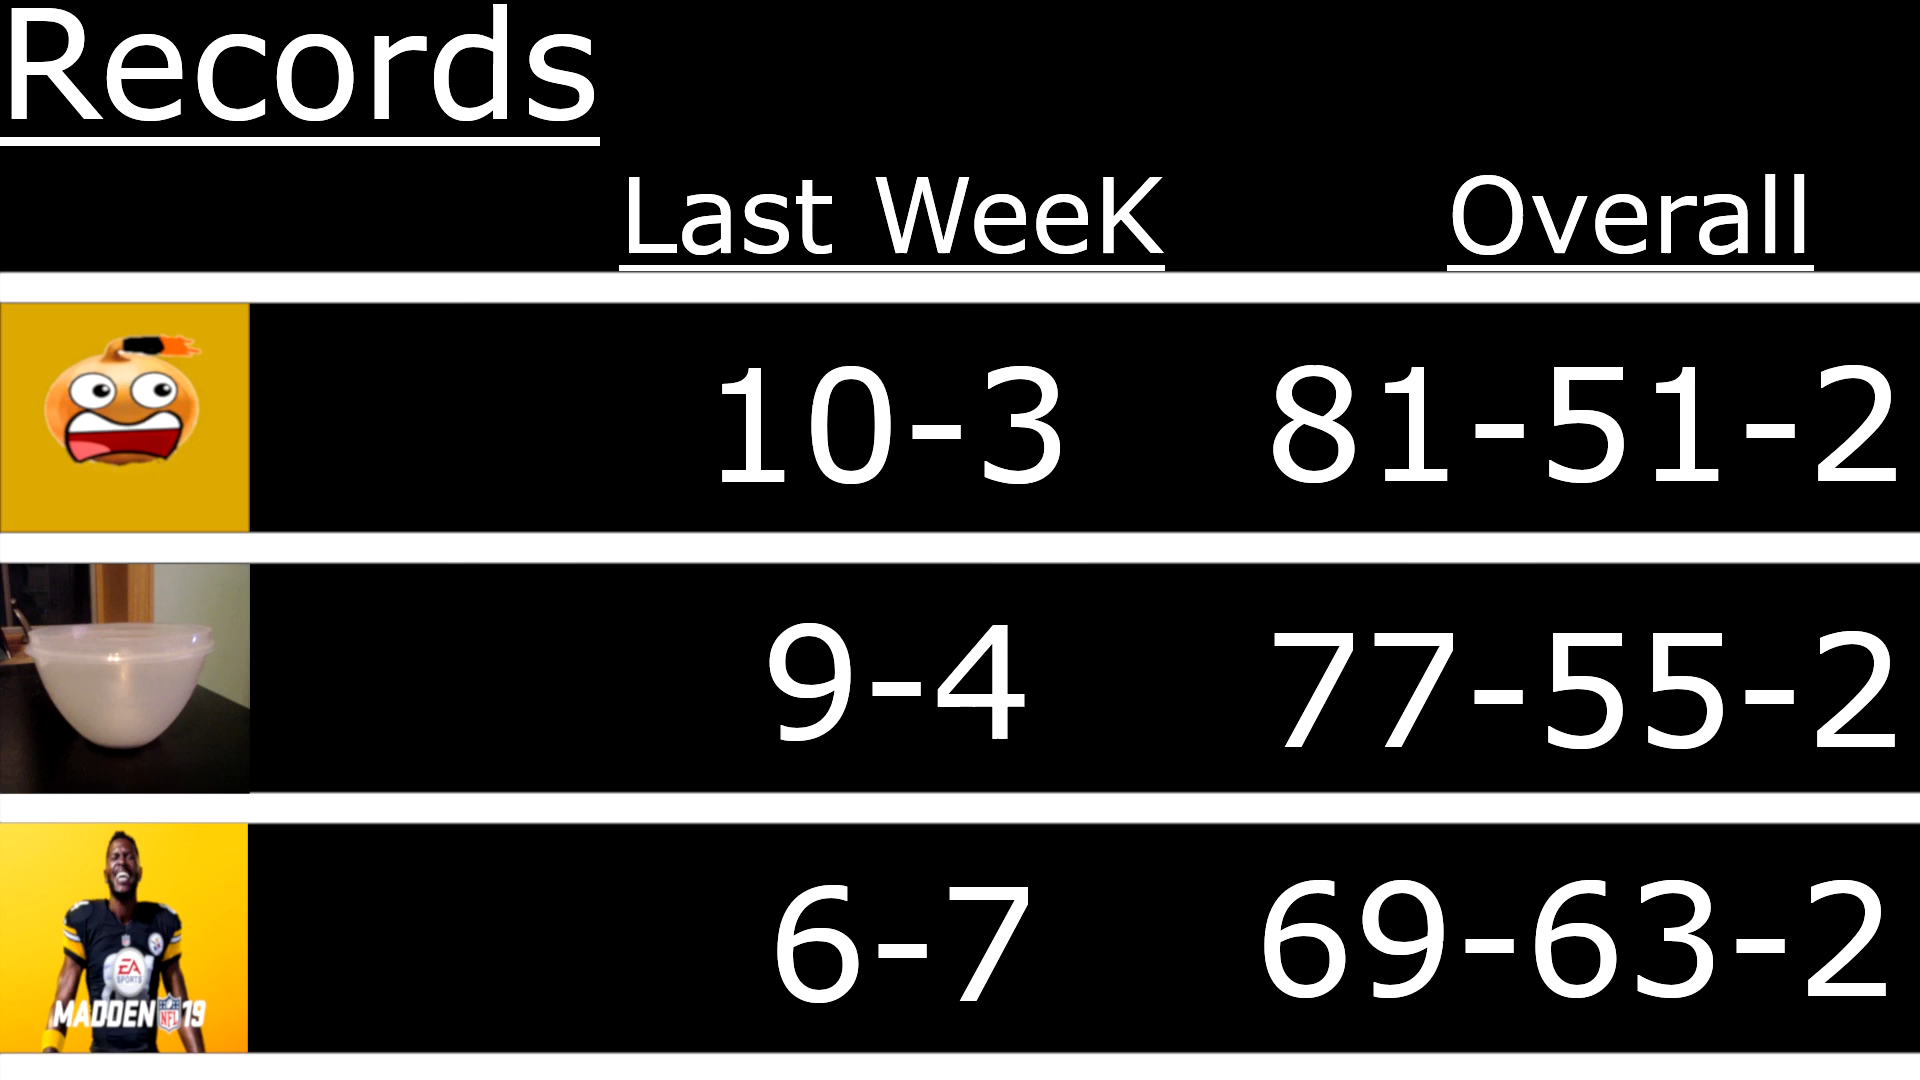 Records
Last WeeK Overall
10-3 81-51-2
9-4 77-55-2
6-7 69-63-2
EA
SPORTS
MADDEN NFL 19